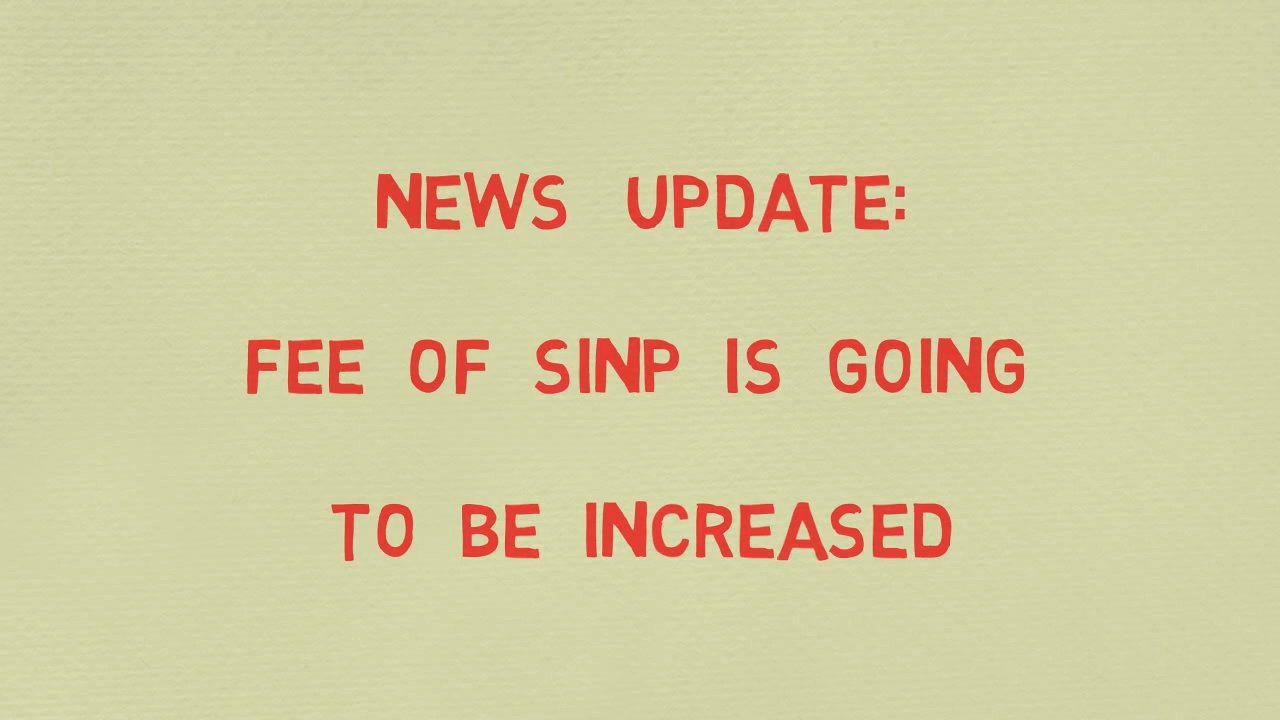 NEWS UPDATE:
FEE OF SINP IS GOING
TO BE INCREASED